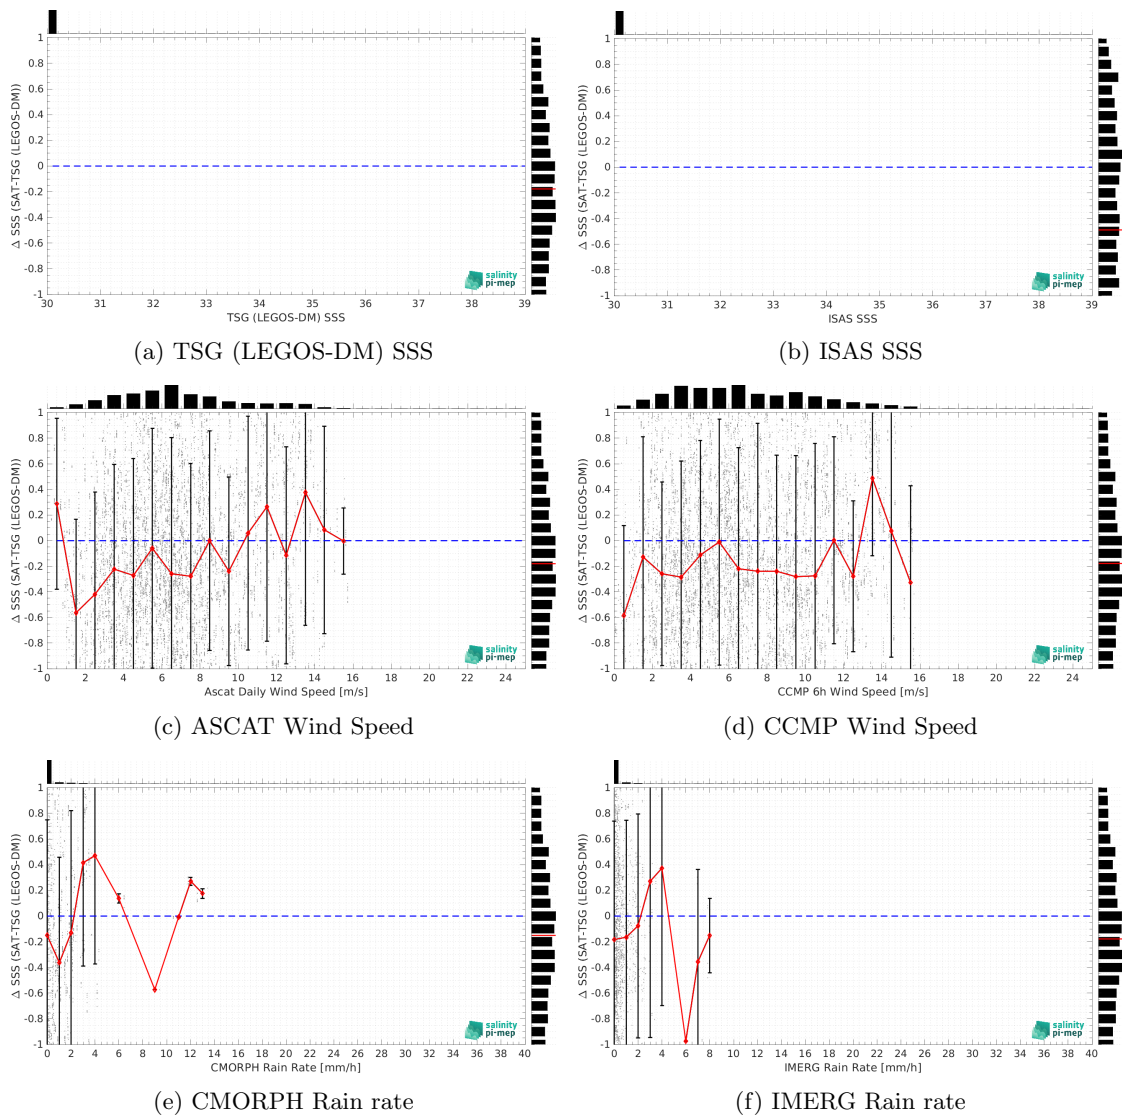 1
0.8
0.6
0.4
0.2
0
-0.2
-0.4
-0.6
-0.8
-1
Δ SSS (SAT-TSG (LEGOS-DM))
30 31 32 33 34 35 36 37 38 39
TSG (LEGOS-DM) SSS
salinity
pi-mep
(a) TSG (LEGOS-DM) SSS
1
0.8
0.6
0.4
0.2
0
-0.2
-0.4
-0.6
-0.8
-1
Δ SSS (SAT-TSG (LEGOS-DM))
30 31 32 33 34 35 36 37 38 39
ISAS SSS
salinity
pi-mep
(b) ISAS SSS
1
0.8
0.6
0.4
0.2
0
-0.2
-0.4
-0.6
-0.8
-1
Δ SSS (SAT-TSG (LEGOS-DM))
0 2 4 6 8 10 12 14 16 18 20 22 24
Ascat Daily Wind Speed [m/s]
salinity
pi-mep
(c) ASCAT Wind Speed
1
0.8
0.6
0.4
0.2
0
-0.2
-0.4
-0.6
-0.8
-1
Δ SSS (SAT-TSG (LEGOS-DM))
0 2 4 6 8 10 12 14 16 18 20 22 24
CCMP 6h Wind Speed [m/s]
salinity
pi-mep
(d) CCMP Wind Speed
1
0.8
0.6
0.4
0.2
0
-0.2
-0.4
-0.6
-0.8
-1
Δ SSS (SAT-TSG (LEGOS-DM))
0 2 4 6 8 10 12 14 16 18 20 22 24 26 28 30 32 34 36 38 40
CMORPH Rain Rate [mm/h]
salinity
pi-mep
(e) CMORPH Rain rate
1
0.8
0.6
0.4
0.2
0
-0.2
-0.4
-0.6
-0.8
-1
Δ SSS (SAT-TSG (LEGOS-DM))
0 2 4 6 8 10 12 14 16 18 20 22 24 26 28 30 32 34 36 38 40
IMERG Rain Rate [mm/h]
salinity
pi-mep
(f) IMERG Rain rate